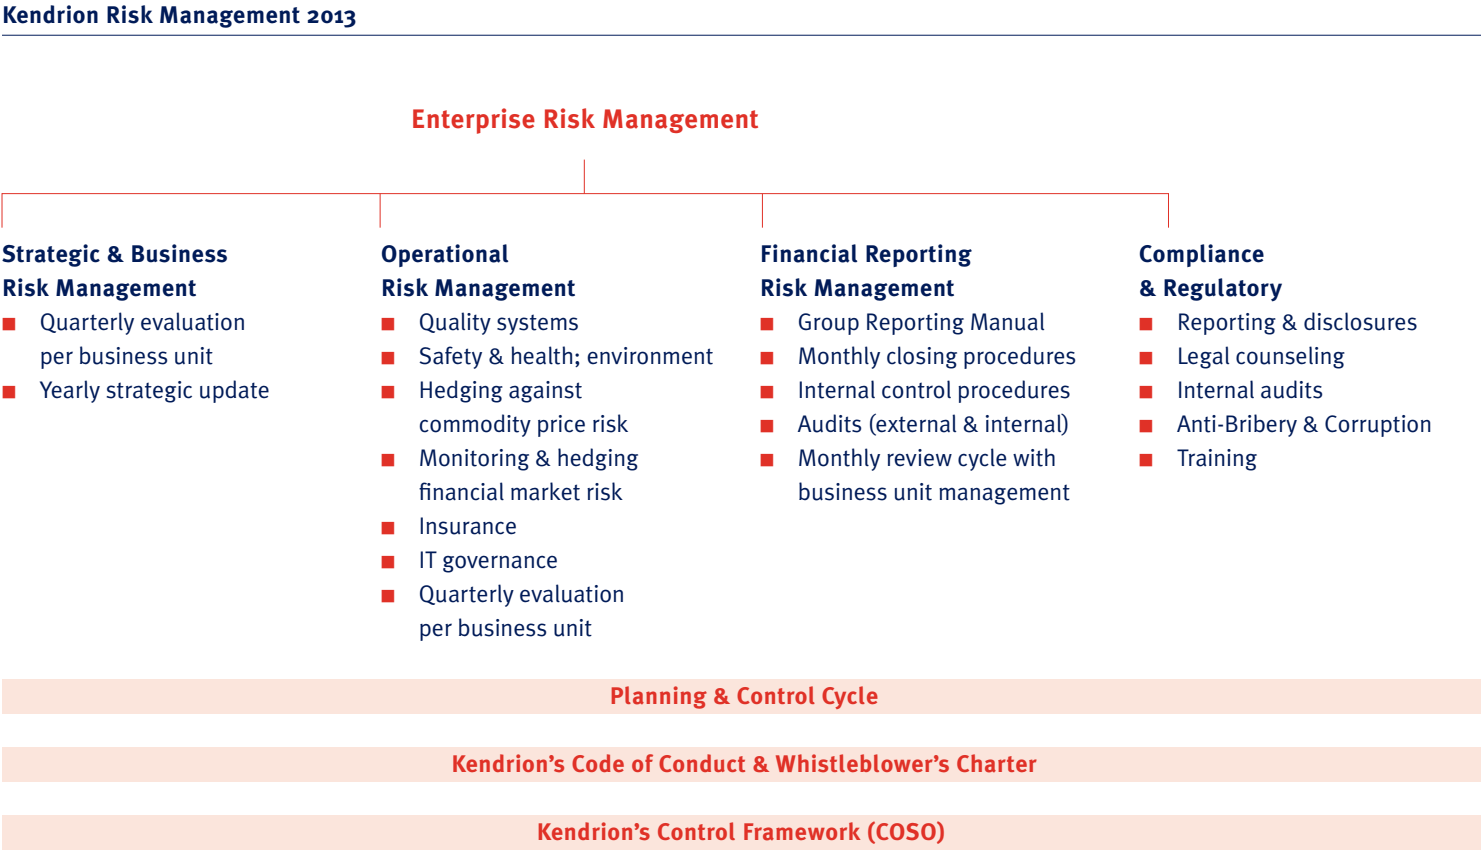 Kendrion Risk Management 2013
Enterprise Risk Management
Strategic & Business
Risk Management
Quarterly evaluation
per business unit
Yearly strategic update
Operational
Risk Management
Quality systems
Safety & health; environment
Hedging against
commodity price risk
Monitoring & hedging
financial market risk
Insurance
IT governance
Quarterly evaluation
per business unit
Financial Reporting
Risk Management
Group Reporting Manual
Monthly closing procedures
Internal control procedures
Audits (external & internal)
Monthly review cycle with
business unit management
Compliance
& Regulatory
Reporting & disclosures
Legal counseling
Internal audits
Anti-Bribery & Corruption
Training
Planning & Control Cycle
Kendrion’s Code of Conduct & Whistleblower’s Charter
Kendrion’s Control Framework (COSO)